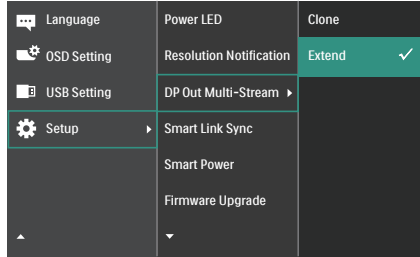 Language
OSD Setting
USB Setting
Setup
Power LED
Resolution Notification
DP Out Multi-Stream
Smart Link Sync
Smart Power
Firmware Upgrade
Clone
Extend